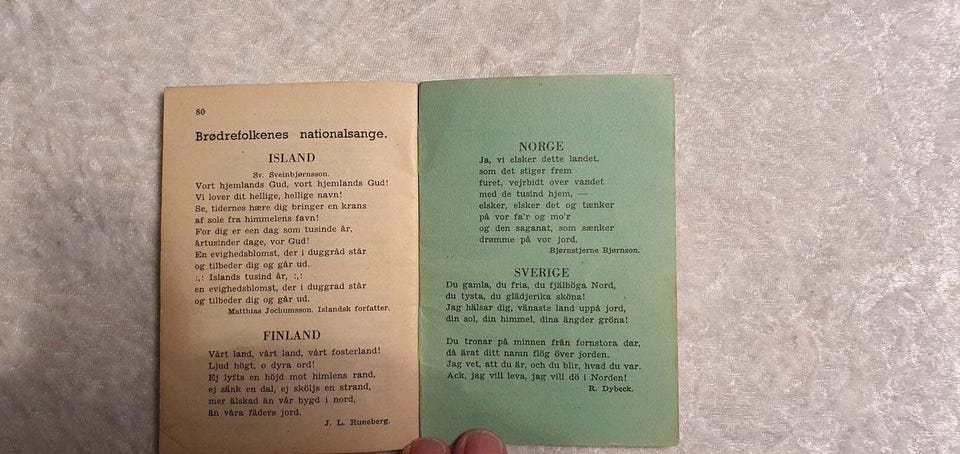 80
Brødrefolkenes nationalsange.
ISLAND
Sv. Sveinbjørnsson.
Vort hjemlands Gud, vort hjemlands Gud!
Vi lover dit hellige, hellige navn!
Se, tidernes hære dig bringer en krans
af sole fra himmelens favn!
For dig er een dag som tusinde år,
årtusinder dage, vor Gud!
En evighedsblomst, der i duggråd står
og tilbeder dig og går ud.
:,: Islands tusind år, :,:
en evighedsblomst, der i duggråd står
og tilbeder dig og går ud.
Matthias Jochumsson. Islandsk forfatter.
FINLAND
Vårt land, vårt land, vårt fosterland!
Ljud högt, o dyra ord!
Ej lyfts en höjd mot himlens rand,
ej sänk en dal, ej sköljs en strand,
mer älskad än vår bygd i nord,
än våra fäders jord.
J. L. Runeberg.
NORGE
Ja, vi elsker dette landet,
som det stiger frem
furet, vejrbidt over vandet
med de tusind hjem, —
elsker, elsker det og tænker
på vor fa'r og mo'r
og den saganat, som sænker
drømme på vor jord.
Bjørnstjerne Bjørnson.
SVERIGE
Du gamla, du fria, du fjälhöga Nord,
du tysta, du glädjerika sköna!
Jag hälsar dig, vänaste land uppå jord,
din sol, din himmel, dina ängder gröna!
Du tronar på minnen från fornstora dar,
då ärat ditt namn flög över jorden.
Jag vet, att du är, och du blir, hvad du var.
Ack, jag vill leva, jag vill dö i Norden!
R. Dybeck.